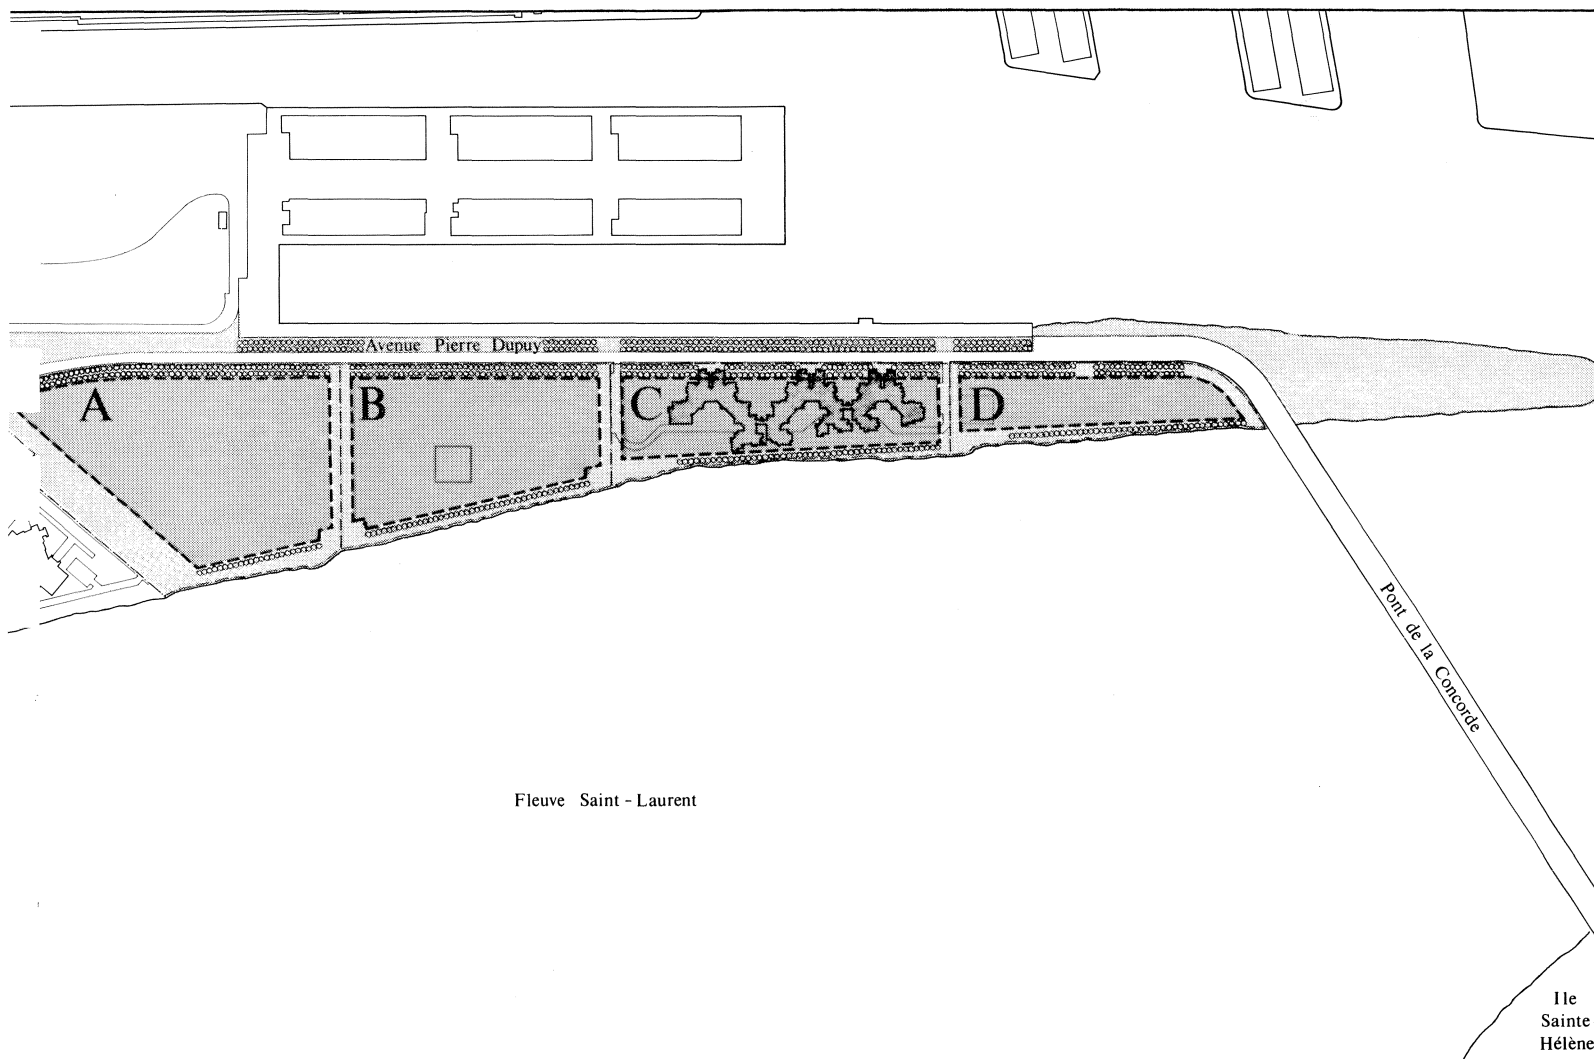 Avenue Pierre Dupuy
A
B
C
D
Pont de la Concorde
Fleuve Saint-Laurent
Ile
Sainte
Hélène